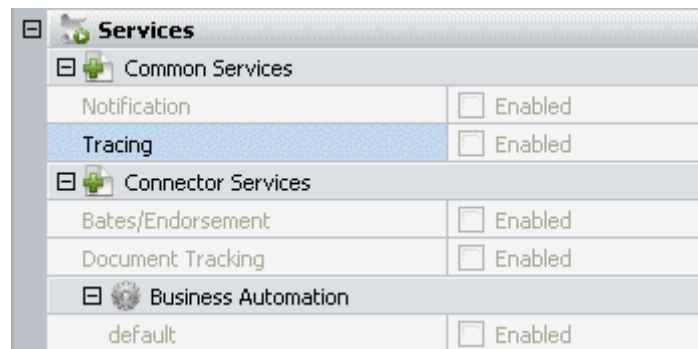 Services
Common Services
Notification Enabled
Tracing Enabled
Connector Services
Bates/Endorsement Enabled
Document Tracking Enabled
Business Automation
default Enabled